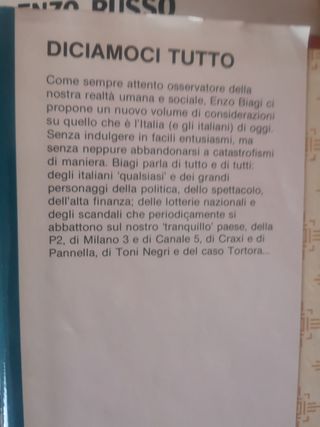 ENZO RUSSO
DICIAMOCI TUTTO
Come sempre attento osservatore della
nostra realtà umana e sociale, Enzo Biagi ci
propone un nuovo volume di considerazioni
su quello che è l'Italia (e gli italiani) di oggi.
Senza indulgere in facili entusiasmi, ma
senza neppure abbandonarsi a catastrofismi
di maniera. Biagi parla di tutto e di tutti:
degli italiani 'qualsiasi' e dei grandi
personaggi della politica, dello spettacolo,
dell'alta finanza; delle lotterie nazionali e
degli scandali che periodicamente si
abbattono sul nostro 'tranquillo' paese, della
P2, di Milano 3 e di Canale 5, di Craxi e di
Pannella, di Toni Negri e del caso Tortora...